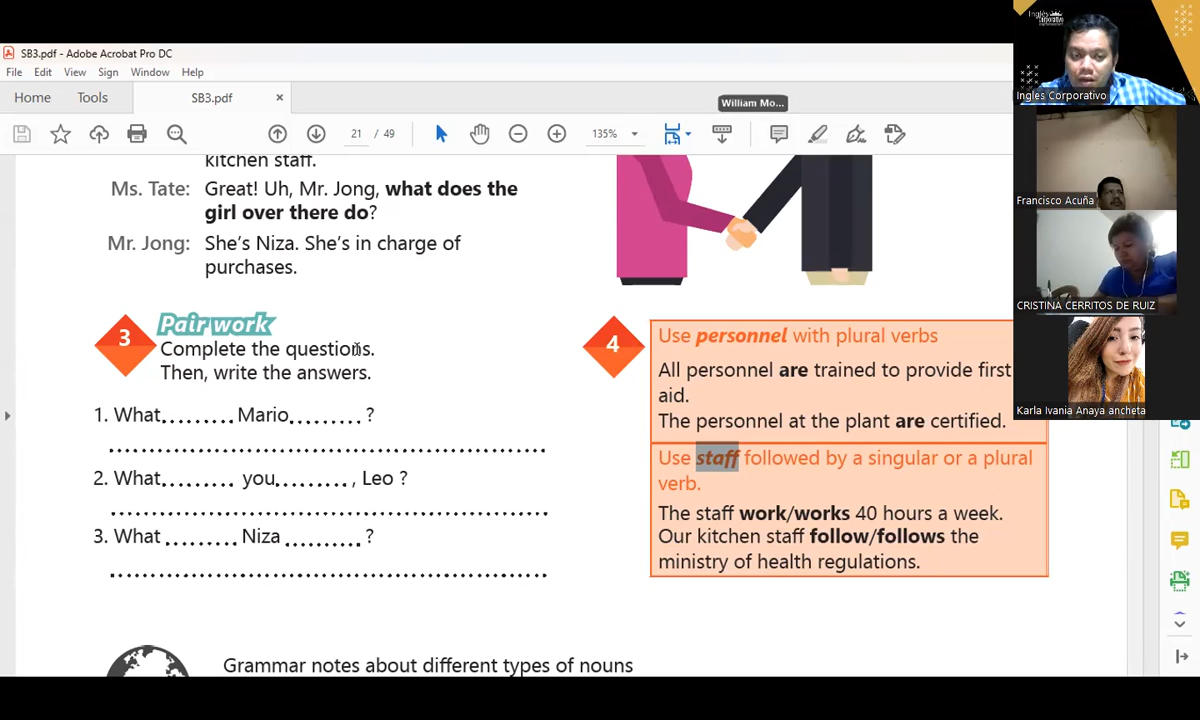 SB3.pdf - Adobe Acrobat Pro DC
File Edit View Sign Window Help
Home Tools SB3.pdf ×
William Mo...
21 / 49
135%
kitchen staff.
Ms. Tate: Great! Uh, Mr. Jong, what does the
girl over there do?
Mr. Jong: She's Niza. She's in charge of
purchases.
3
Pair work
Complete the questions.
Then, write the answers.
1. What......... Mario......... ?
2. What......... you........., Leo ?
3. What ......... Niza ......... ?
4
Use personnel with plural verbs
All personnel are trained to provide first
aid.
The personnel at the plant are certified.
Use staff followed by a singular or a plural
verb.
The staff work/works 40 hours a week.
Our kitchen staff follow/follows the
ministry of health regulations.
Grammar notes about different types of nouns
Inglés
Corporativo
Ingles Corporativo
Francisco Acuña
CRISTINA CERRITOS DE RUIZ
Karla Ivania Anaya ancheta